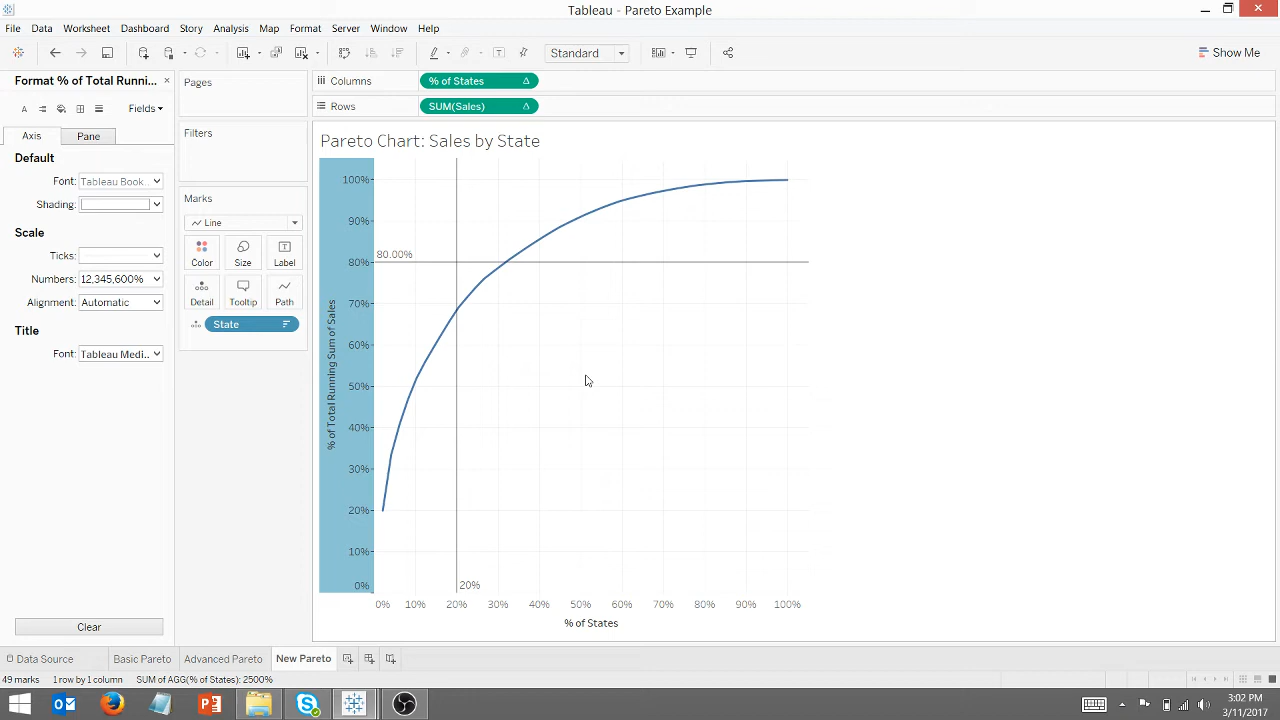 Tableau - Pareto Example
File Data Worksheet Dashboard Story Analysis Map Format Server Window Help
Standard
Show Me
Format % of Total Runni...
Fields
Axis
Pane
Default
Font: Tableau Book..
Shading:
Scale
Ticks:
Numbers: 12,345,600%
Alignment: Automatic
Title
Font: Tableau Medi..
Clear
Pages
Filters
Marks
Line
Color
Size
Label
Detail
Tooltip
Path
State
Columns
% of States
Rows
SUM(Sales)
Pareto Chart: Sales by State
% of Total Running Sum of Sales
100%
90%
80.00%
80%
70%
60%
50%
40%
30%
20%
10%
0%
20%
0% 10% 20% 30% 40% 50% 60% 70% 80% 90% 100%
% of States
Data Source
Basic Pareto
Advanced Pareto
New Pareto
49 marks
1 row by 1 column
SUM of AGG(% of States): 2500%
3:02 PM
3/11/2017